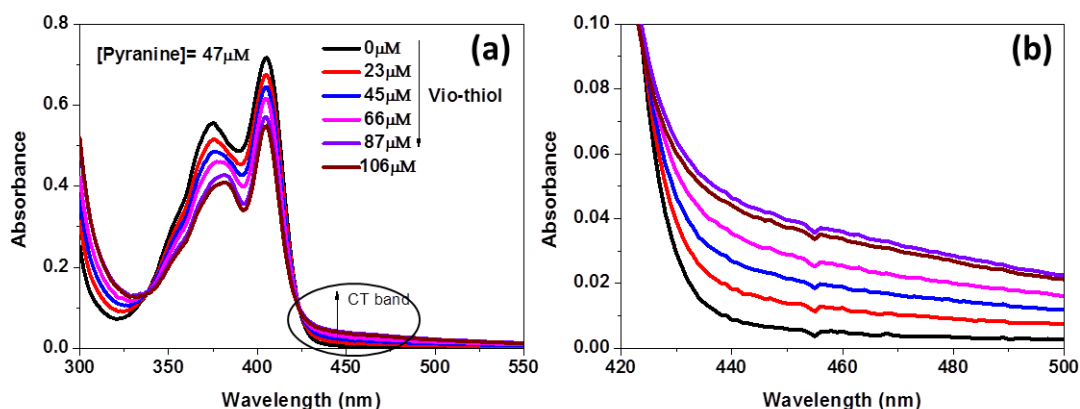 (a)
[Pyranine]= 47μM
0μM
23μM
45μM
66μM
87μM
106μM
Vio-thiol
CT band
0.8
0.6
0.4
0.2
0.0
Absorbance
300
350
400
450
500
550
Wavelength (nm)
(b)
0.10
0.08
0.06
0.04
0.02
0.00
Absorbance
420
440
460
480
500
Wavelength (nm)